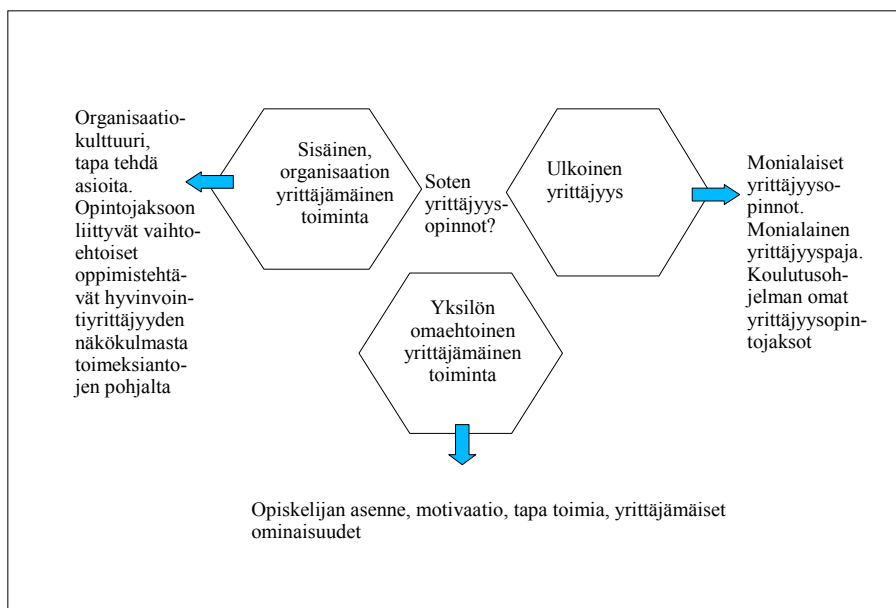 Organisaatio-
kulttuuri,
tapa tehdä
asioita.
Opintojaksoon
liittyvät vaihto-
ehtoiset
oppimistehtä-
vät hyvinvoin-
tiyrittäjyyden
näkökulmasta
toimeksianto-
jen pohjalta
Sisäinen,
organisaation
yrittäjämäinen
toiminta
Soten
yrittäjyys-
opinnot?
Ulkoinen
yrittäjyys
Monialaiset
yrittäjyyso-
pinnot.
Monialainen
yrittäjyyspaja.
Koulutusoh-
jelman omat
yrittäjyysopin-
tojaksot
Yksilön
omaehtoinen
yrittäjämäinen
toiminta
Opiskelijan asenne, motivaatio, tapa toimia, yrittäjämäiset
ominaisuudet